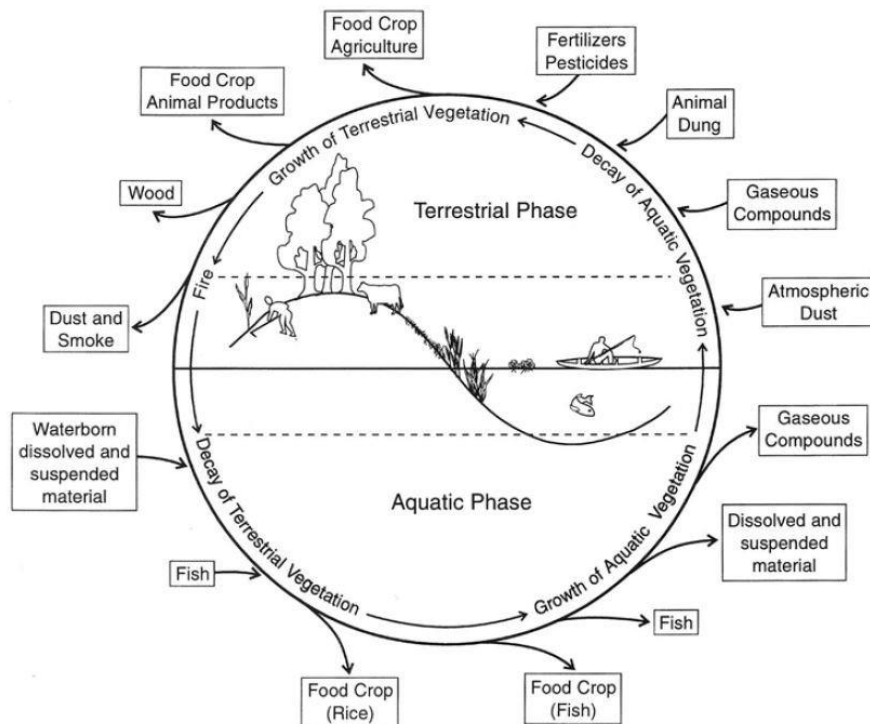 Food Crop
Agriculture
Fertilizers
Pesticides
Food Crop
Animal Products
Animal
Dung
Growth of Terrestrial Vegetation
Decay of Aquatic Vegetation
Wood
Gaseous
Compounds
Terrestrial Phase
Fire
Dust and
Smoke
Atmospheric
Dust
Waterborn
dissolved and
suspended
material
Gaseous
Compounds
Decay of Terrestrial Vegetation
Aquatic Phase
Growth of Aquatic Vegetation
Dissolved and
suspended
material
Fish
Fish
Food Crop
(Rice)
Food Crop
(Fish)